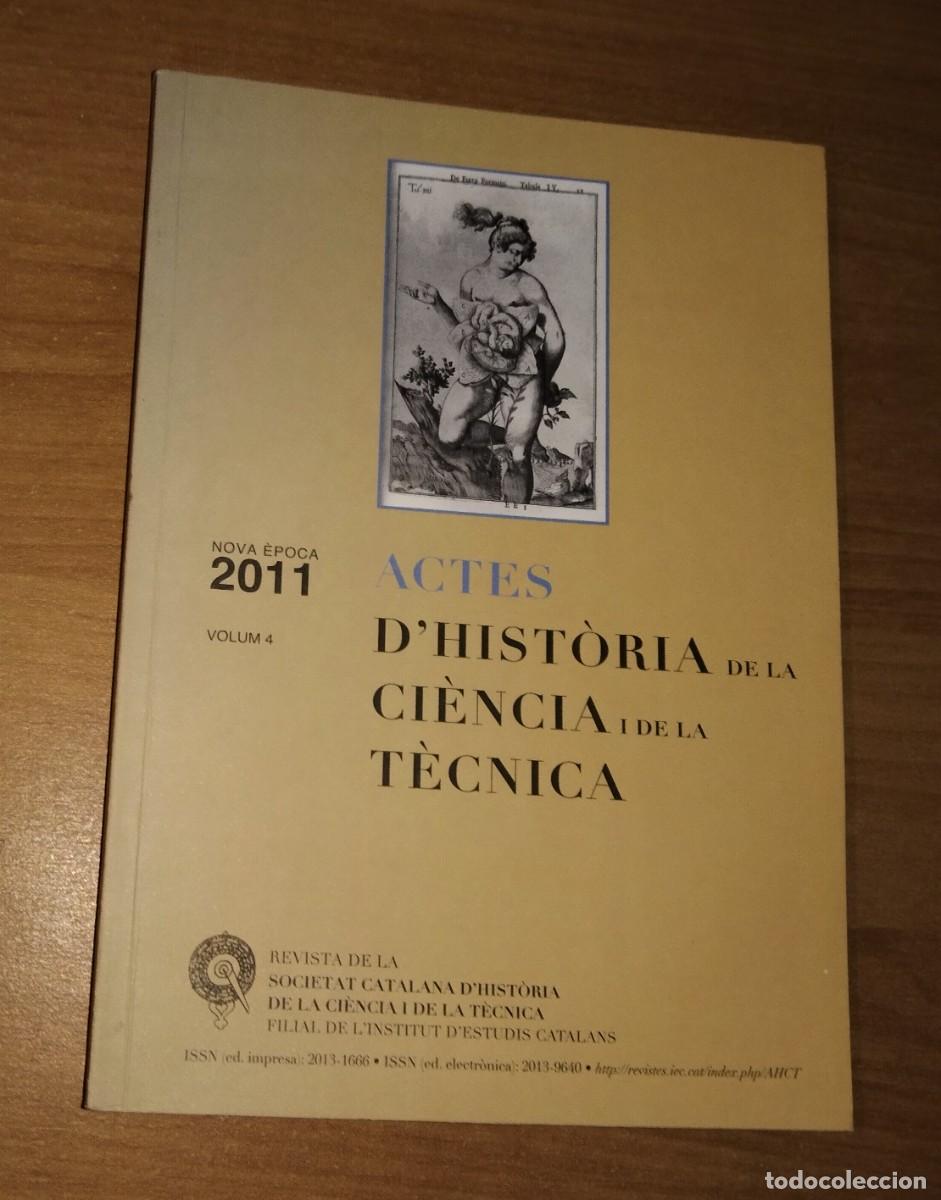 De Form Formato Tabula IV.
NOVA ÈPOCA
2011
VOLUM 4
ACTES
D'HISTÒRIA DE LA
CIÈNCIA I DE LA
TÈCNICA
REVISTA DE LA
SOCIETAT CATALANA D'HISTÒRIA
DE LA CIÈNCIA I DE LA TÈCNICA
FILIAL DE L'INSTITUT D'ESTUDIS CATALANS
ISSN (ed. impresa): 2013-1666 • ISSN (ed. electrònica): 2013-9640 • http://revistes.iec.cat/index.php/AHCT
todocoleccion